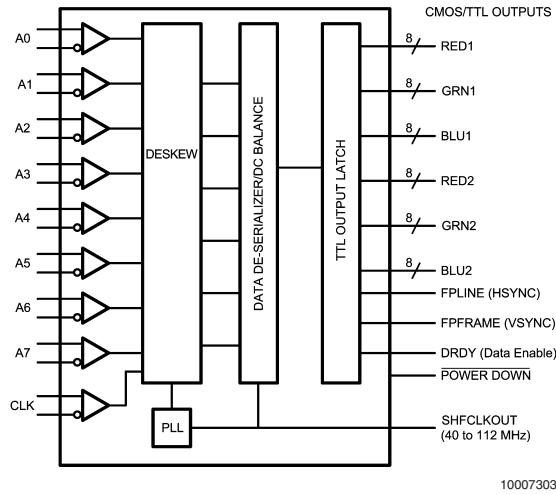 CMOS/TTL OUTPUTS
A0
A1
A2
A3
A4
A5
A6
A7
CLK
DESKEW
PLL
DATA DE-SERIALIZER/DC BALANCE
TTL OUTPUT LATCH
8
RED1
8
GRN1
8
BLU1
8
RED2
8
GRN2
8
BLU2
FPLINE (HSYNC)
FPFRAME (VSYNC)
DRDY (Data Enable)
POWER DOWN
SHFCLKOUT
(40 to 112 MHz)
10007303